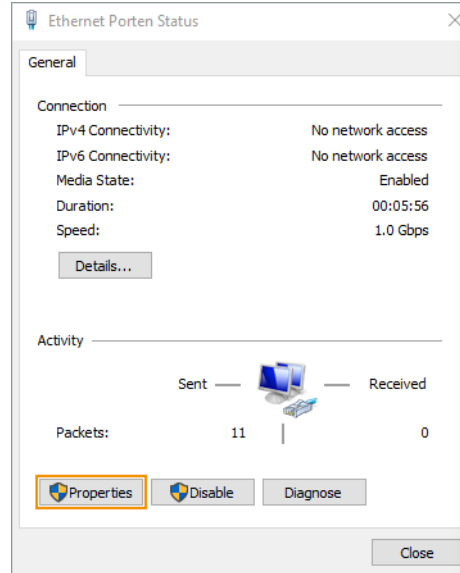 Ethernet Porten Status
General
Connection
IPv4 Connectivity: No network access
IPv6 Connectivity: No network access
Media State: Enabled
Duration: 00:05:56
Speed: 1.0 Gbps
Details...
Activity
Sent Received
Packets: 11 0
Properties Disable Diagnose
Close